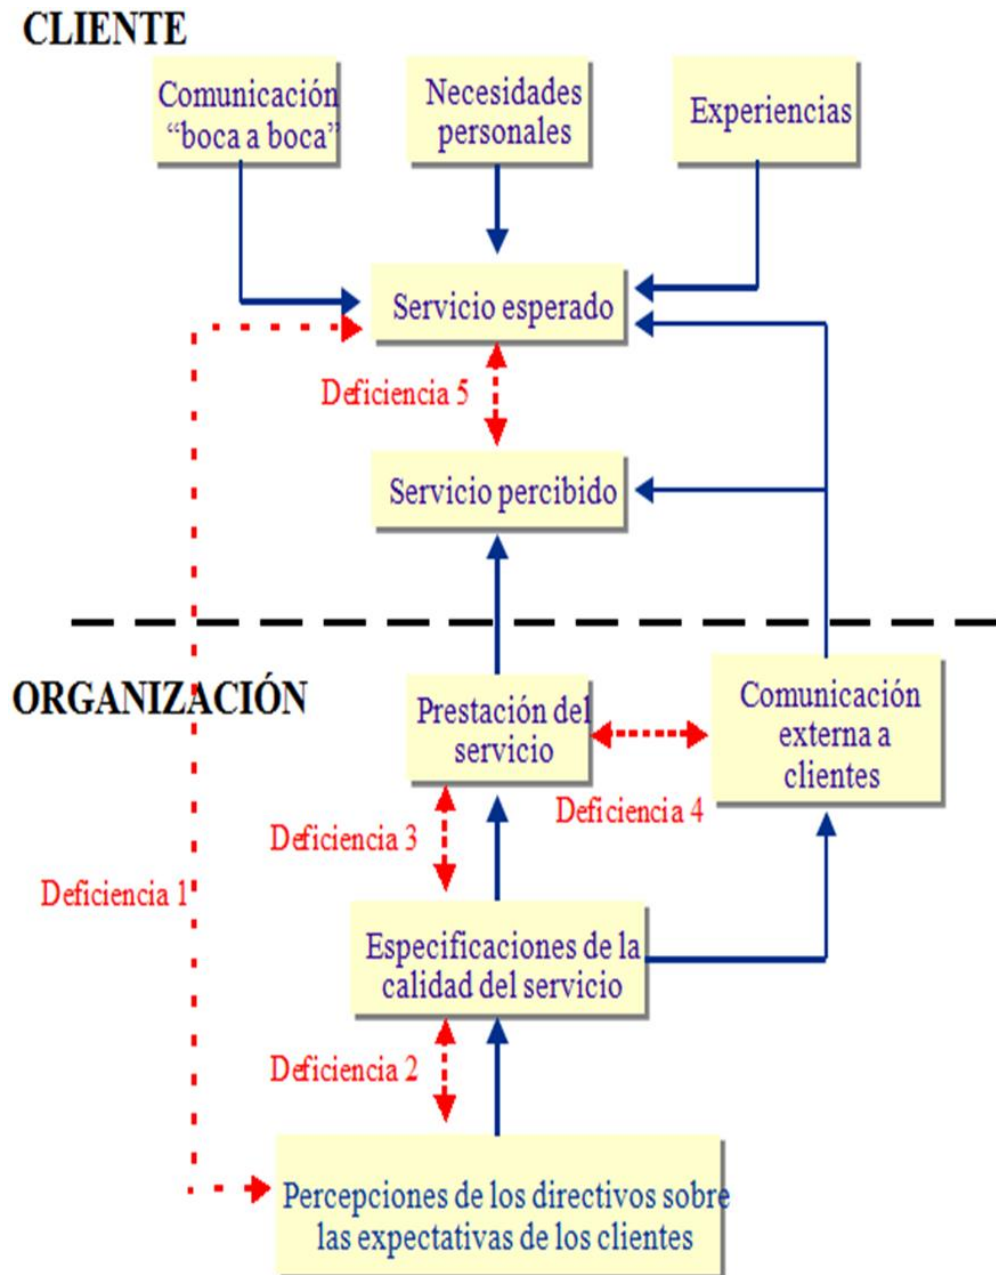 CLIENTE
Comunicación
“boca a boca”
Necesidades
personales
Experiencias
Servicio esperado
Deficiencia 5
Servicio percibido
ORGANIZACIÓN
Prestación del
servicio
Comunicación
externa a
clientes
Deficiencia 4
Deficiencia 3
Deficiencia 1
Especificaciones de la
calidad del servicio
Deficiencia 2
Percepciones de los directivos sobre
las expectativas de los clientes